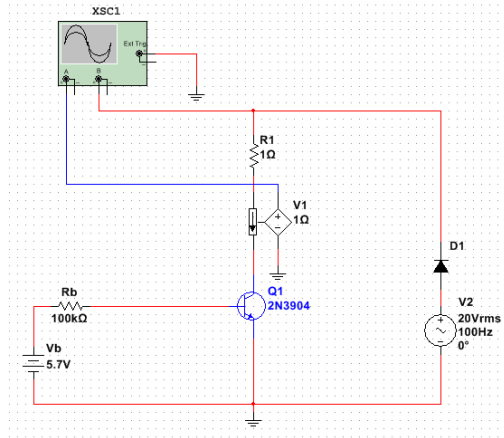 XSC1
Ext Trig
+
-
A
B
+ -
+ -
R1
1Ω
V1
1Ω
+
-
D1
Q1
2N3904
Rb
100kΩ
V2
20Vrms
100Hz
0°
+
-
Vb
5.7V